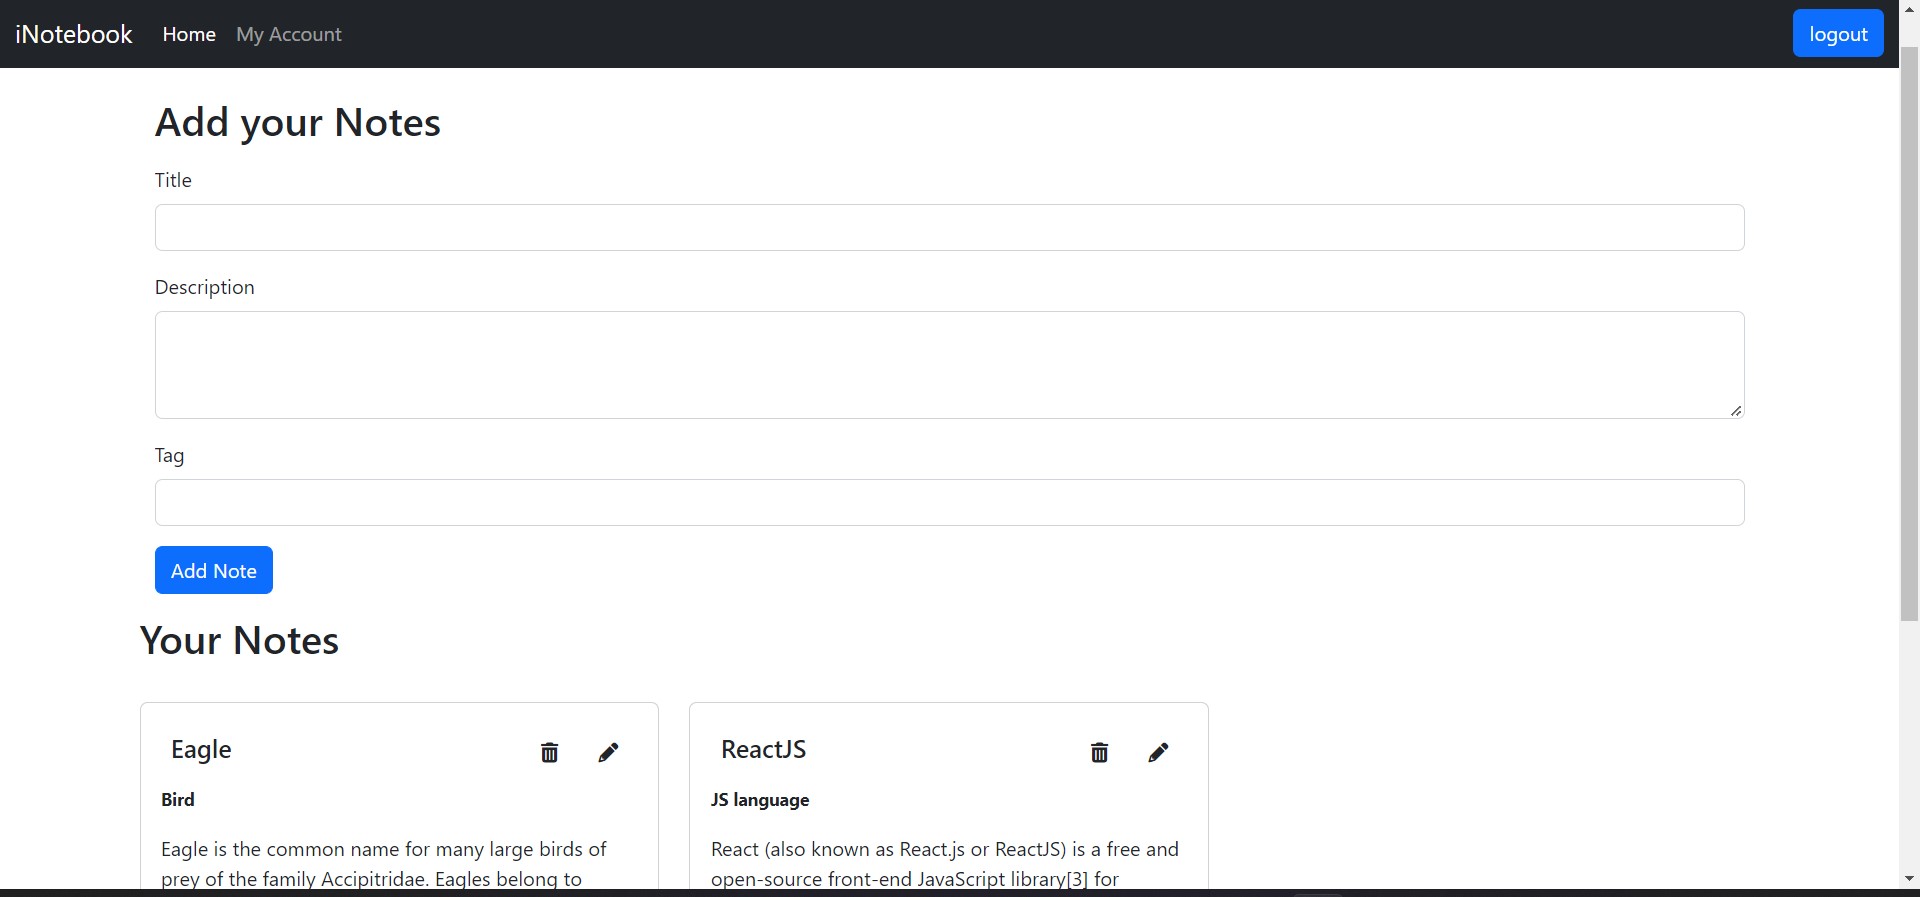 iNotebook Home My Account logout
Add your Notes
Title
Description
Tag
Add Note
Your Notes
Eagle
Bird
Eagle is the common name for many large birds of
prey of the family Accipitridae. Eagles belong to
ReactJS
JS language
React (also known as React.js or ReactJS) is a free and
open-source front-end JavaScript library[3] for